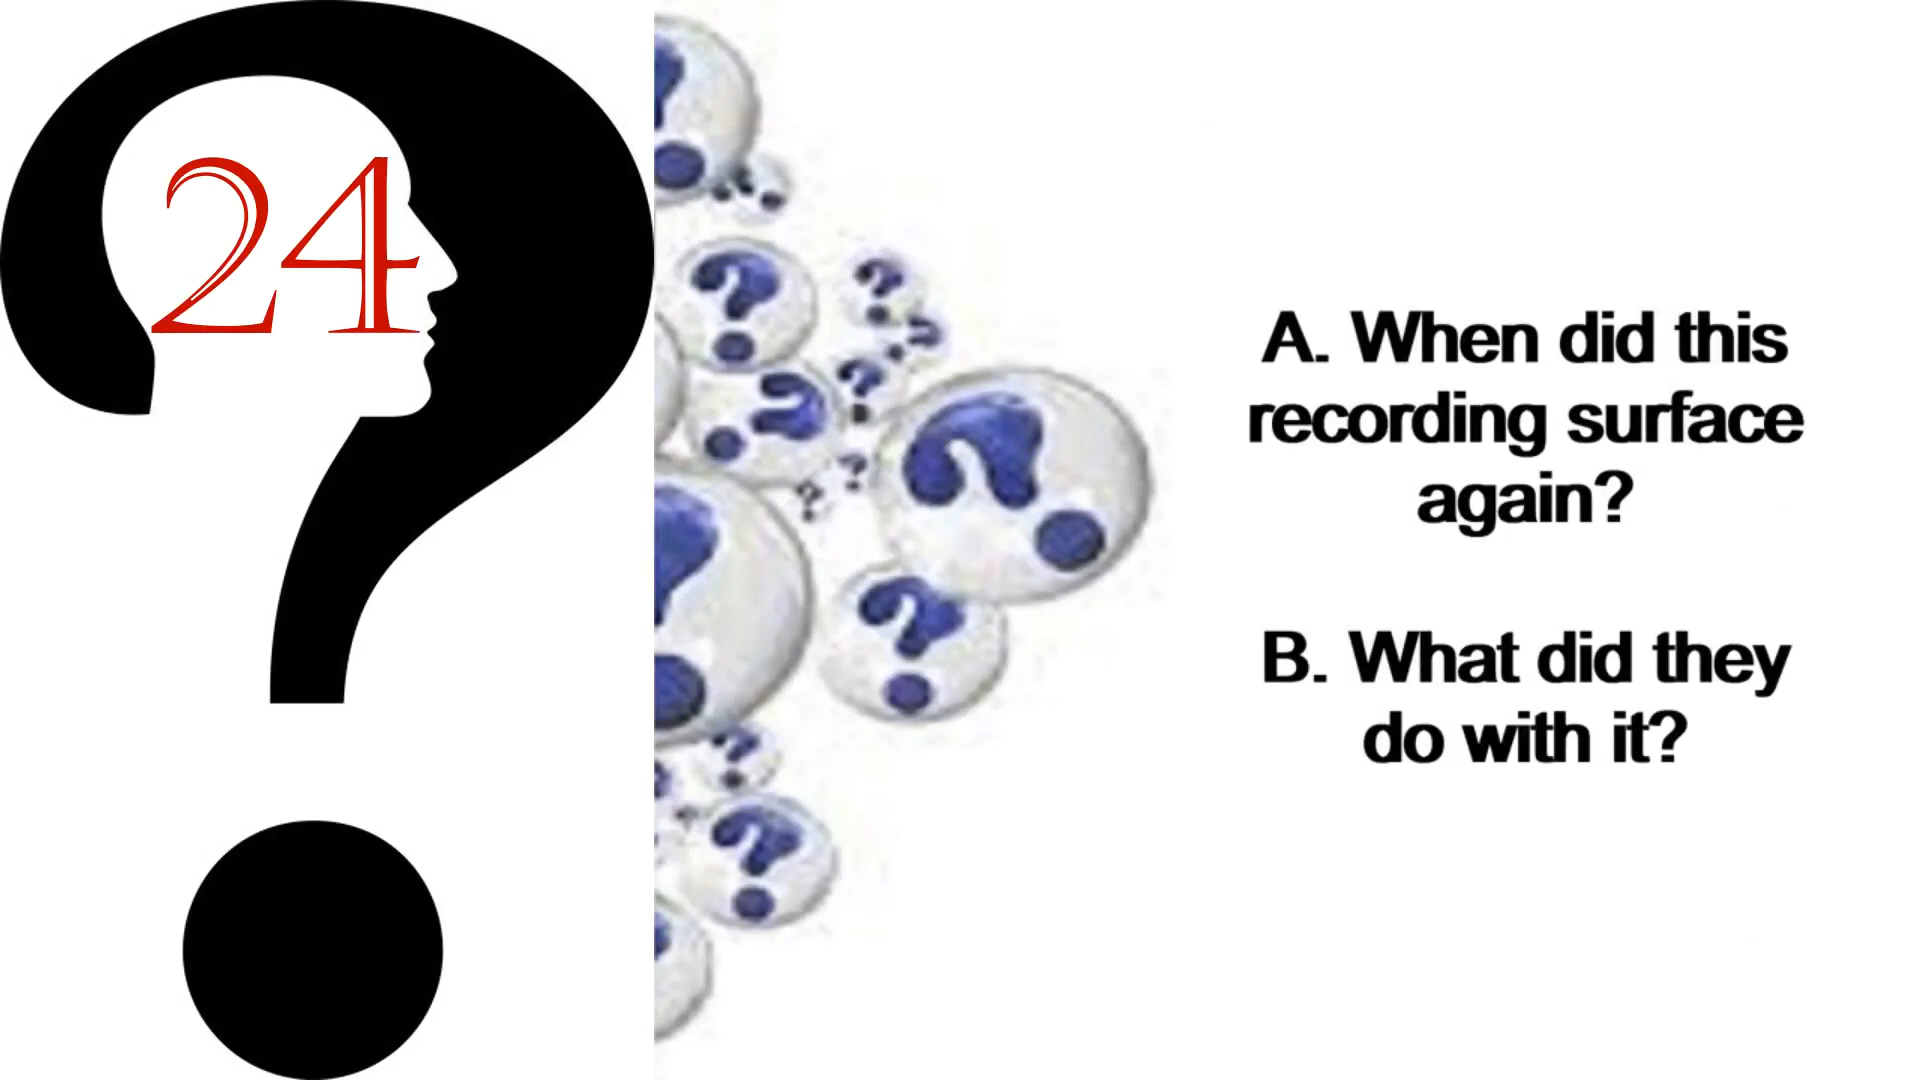 24
A. When did this
recording surface
again?
B. What did they
do with it?